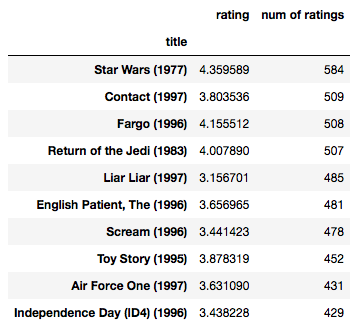 rating num of ratings
title
Star Wars (1977) 4.359589 584
Contact (1997) 3.803536 509
Fargo (1996) 4.155512 508
Return of the Jedi (1983) 4.007890 507
Liar Liar (1997) 3.156701 485
English Patient, The (1996) 3.656965 481
Scream (1996) 3.441423 478
Toy Story (1995) 3.878319 452
Air Force One (1997) 3.631090 431
Independence Day (ID4) (1996) 3.438228 429